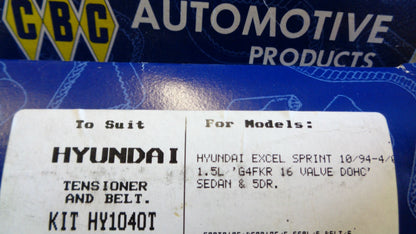 CBC
AUTOMOTIVE
PRODUCTS
To Suit
For Models:
HYUNDAI
HYUNDAI EXCEL SPRINT 10/94-4/
1.5L/'G4FKR 16 VALVE DOHC'
SEDAN & 5DR.
TENSIONER
AND BELT.
KIT HY1040T